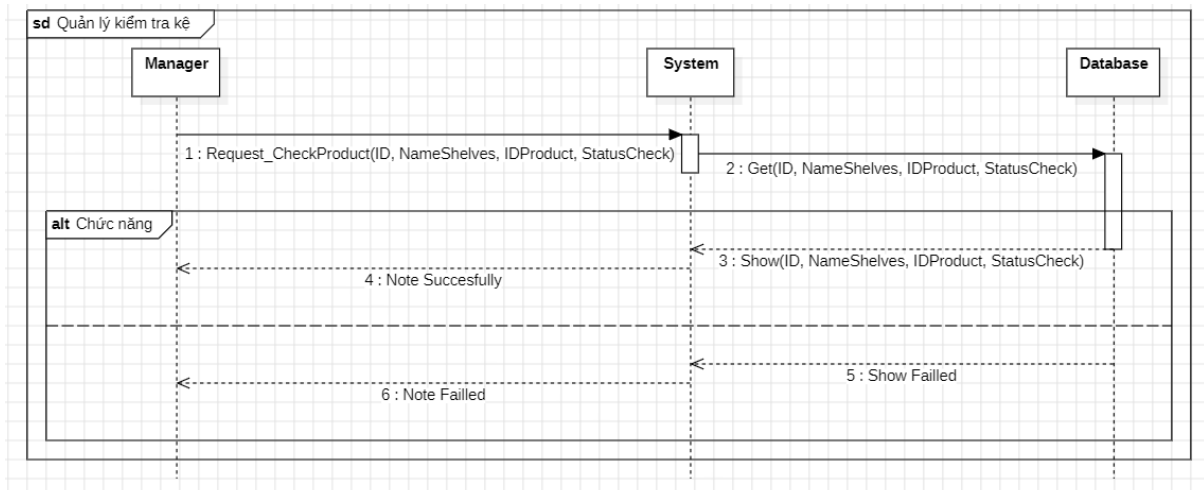 sd Quản lý kiểm tra kệ
Manager
System
Database
1 : Request_CheckProduct(ID, NameShelves, IDProduct, StatusCheck)
2 : Get(ID, NameShelves, IDProduct, StatusCheck)
alt Chức năng
3 : Show(ID, NameShelves, IDProduct, StatusCheck)
4 : Note Succesfully
5 : Show Failled
6 : Note Failled